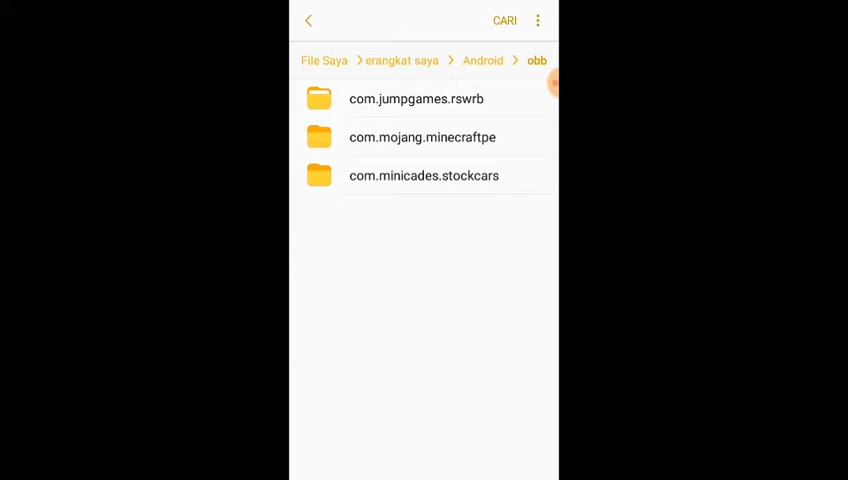 CARI
File Saya > erangkat saya > Android > obb
com.jumpgames.rswrb
com.mojang.minecraftpe
com.minicades.stockcars